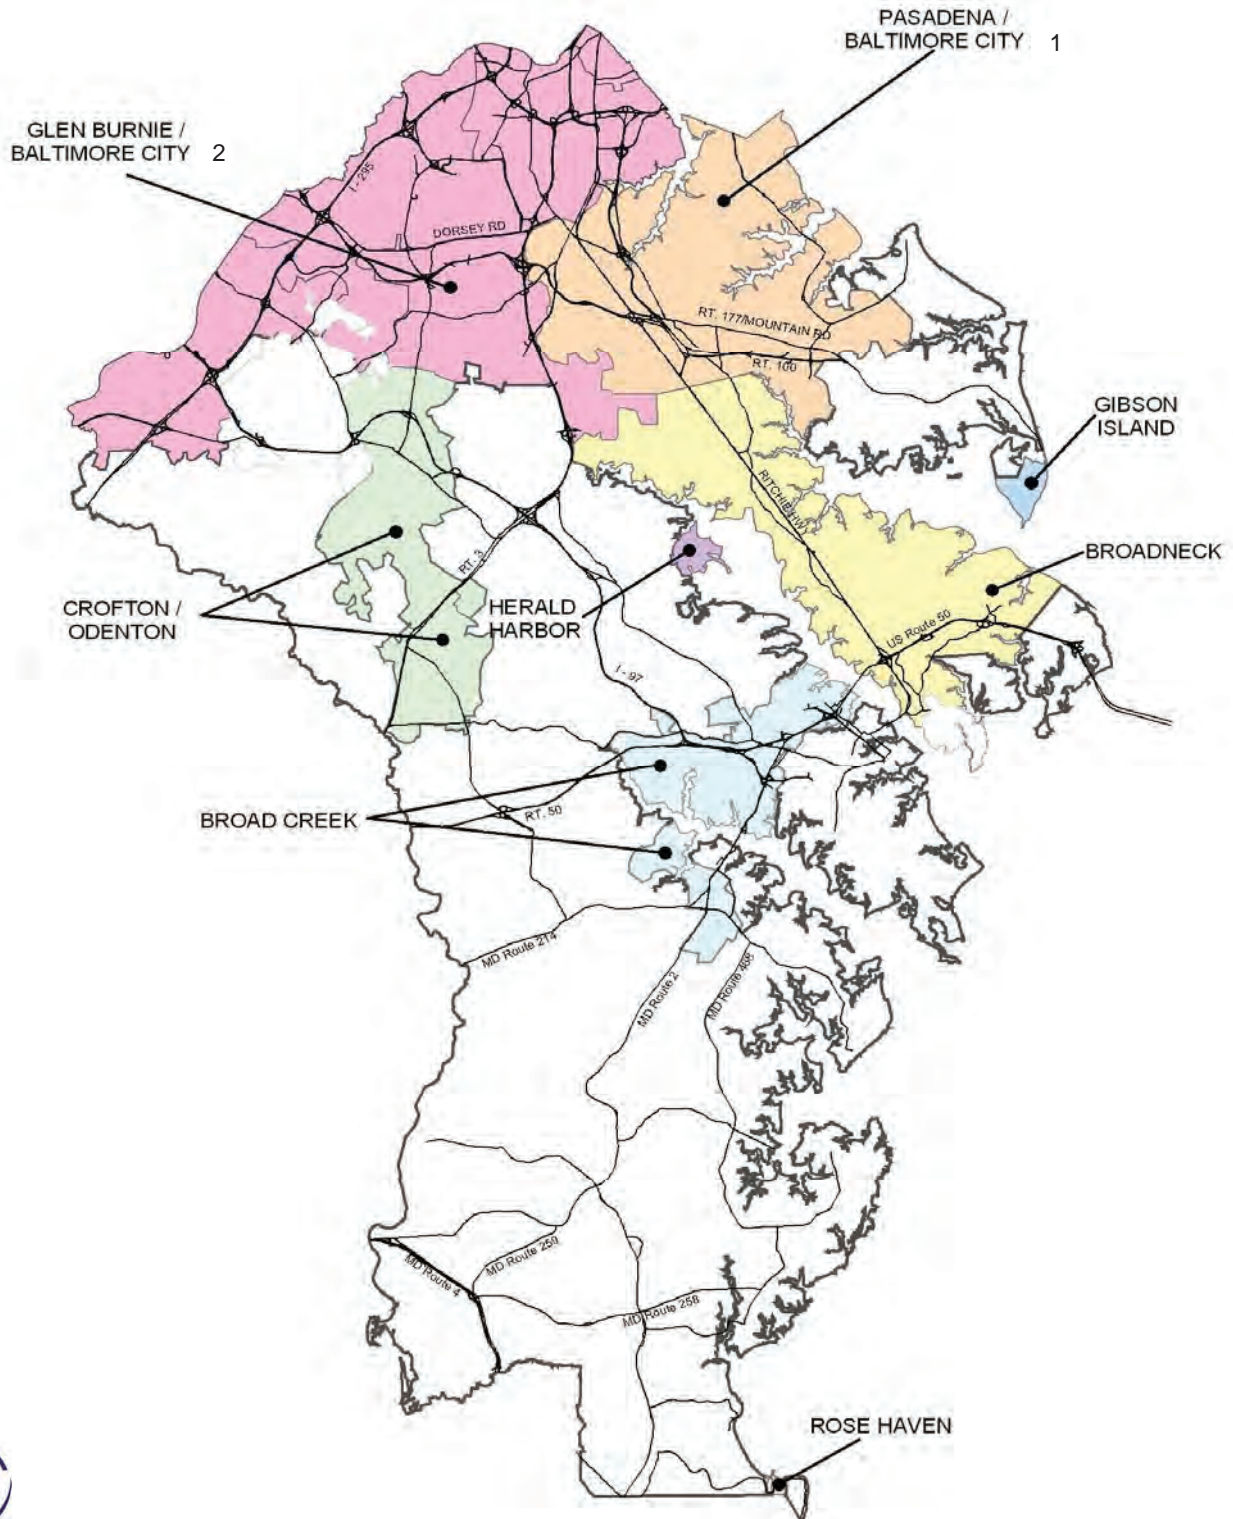 PASADENA /
BALTIMORE CITY 1
GLEN BURNIE /
BALTIMORE CITY 2
I - 295
DORSEY RD
RT. 177/MOUNTAIN RD
RT. 100
GIBSON
ISLAND
RITCHIE HWY
BROADNECK
RT. 3
CROFTON /
ODENTON
HERALD
HARBOR
US Route 50
I - 97
BROAD CREEK
RT. 50
MD Route 214
MD Route 2
MD Route 468
MD Route 259
MD Route 4
MD Route 258
ROSE HAVEN